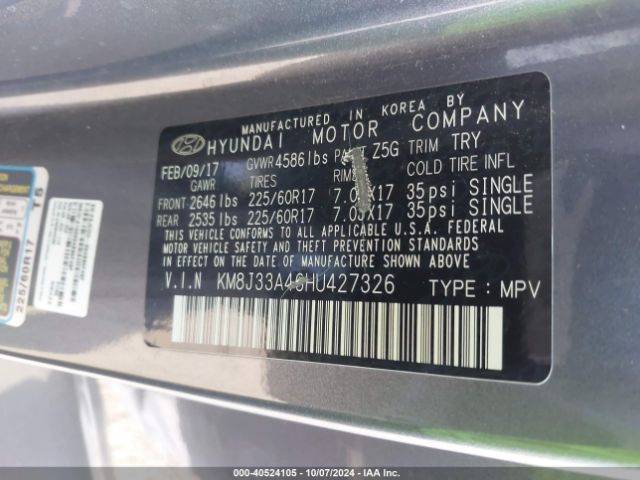 MANUFACTURED IN KOREA BY
HYUNDAI MOTOR COMPANY
FEB/09/17 GVWR 4586 lbs Z5G TRIM TRY
GAWR TIRES RIMS COLD TIRE INFL
FRONT 2646 lbs 225/60R17 17 35psi SINGLE
REAR 2535 lbs 225/60R17 17 35psi SINGLE
THIS VEHICLE CONFORMS TO ALL APPLICABLE U.S.A. FEDERAL
MOTOR VEHICLE SAFETY AND THEFT PREVENTION STANDARDS
IN EFFECT ON THE DATE OF MANUFACTURE SHOWN ABOVE.
V.I.N KM8J33A46HU427326 TYPE : MPV
225/60R17
000-40524105 - 10/07/2024 - IAA Inc.